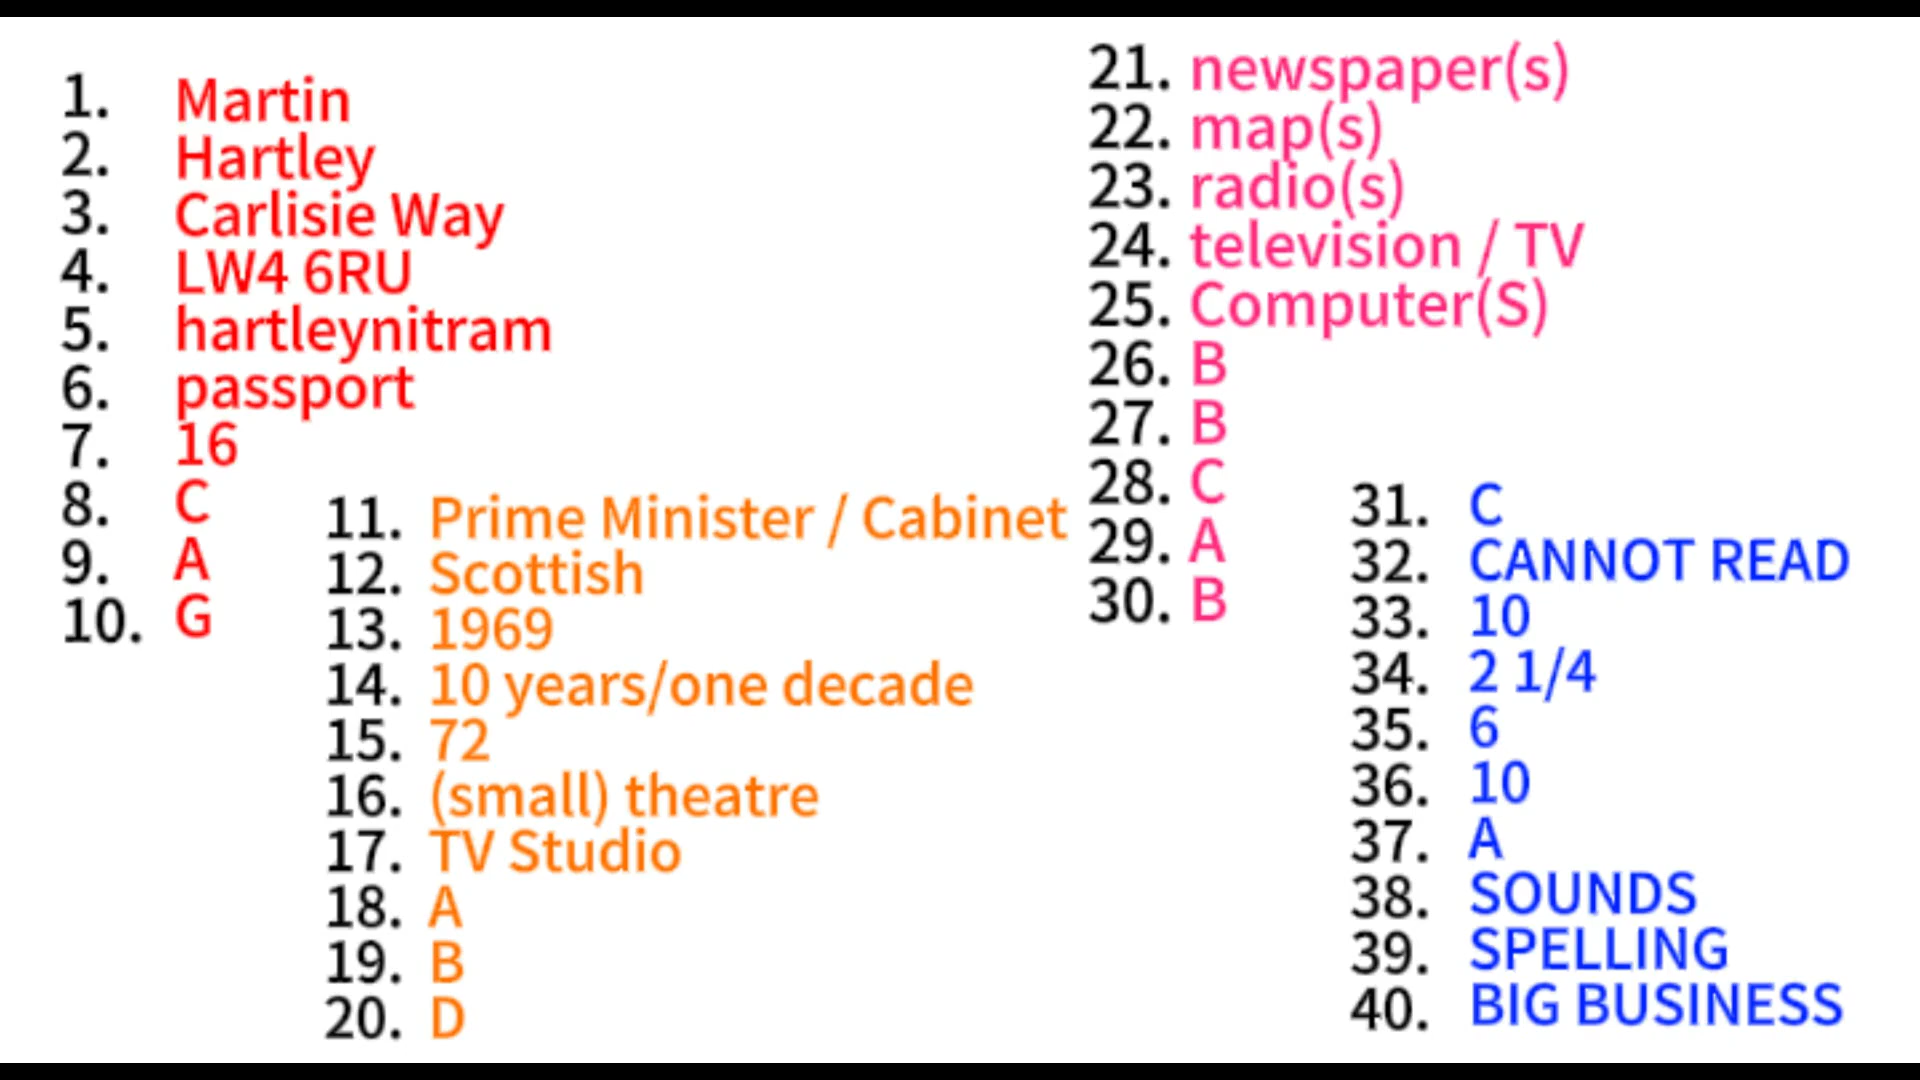 1. Martin
2. Hartley
3. Carlisie Way
4. LW4 6RU
5. hartleynitram
6. passport
7. 16
8. C
9. A
10. G
11. Prime Minister / Cabinet
12. Scottish
13. 1969
14. 10 years/one decade
15. 72
16. (small) theatre
17. TV Studio
18. A
19. B
20. D
21. newspaper(s)
22. map(s)
23. radio(s)
24. television / TV
25. Computer(S)
26. B
27. B
28. C
29. A
30. B
31. C
32. CANNOT READ
33. 10
34. 2 1/4
35. 6
36. 10
37. A
38. SOUNDS
39. SPELLING
40. BIG BUSINESS